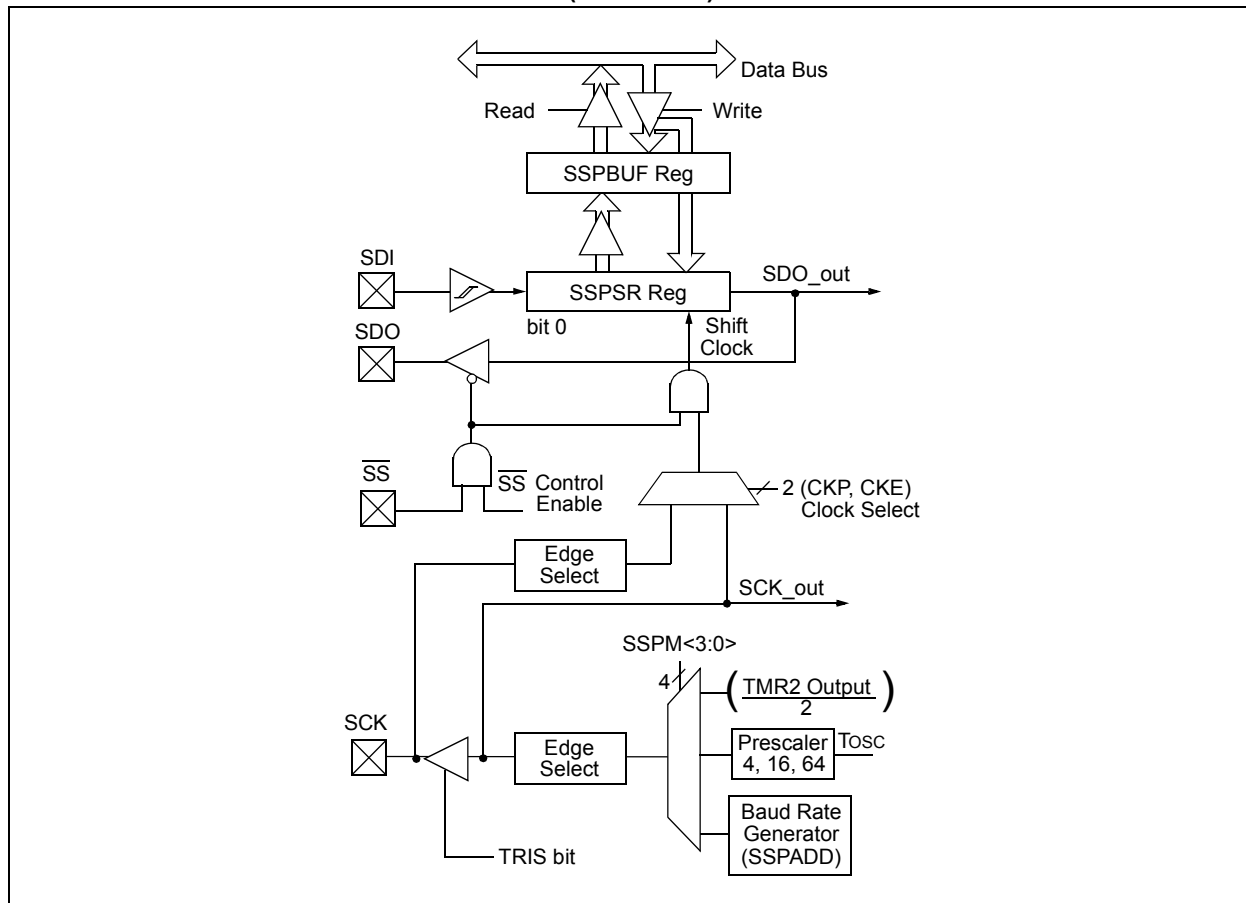 Data Bus
Read
Write
SSPBUF Reg
SDI
SDO_out
SSPSR Reg
bit 0
Shift
Clock
SDO
SS
SS Control
Enable
2 (CKP, CKE)
Clock Select
Edge
Select
SCK_out
SSPM<3:0>
4
(TMR2 Output)
2
SCK
Edge
Select
Prescaler
4, 16, 64
TOSC
Baud Rate
Generator
(SSPADD)
TRIS bit